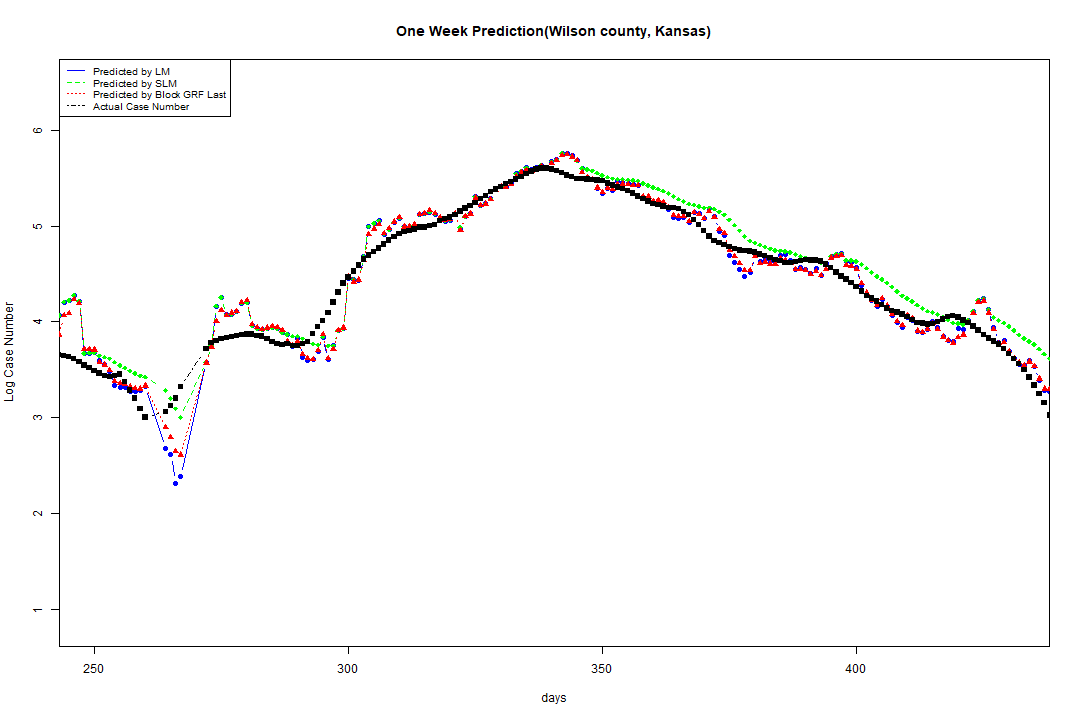 One Week Prediction(Wilson county, Kansas)
Predicted by LM
Predicted by SLM
Predicted by Block GRF Last
Actual Case Number
6
5
4
3
2
1
Log Case Number
250 300 350 400
days